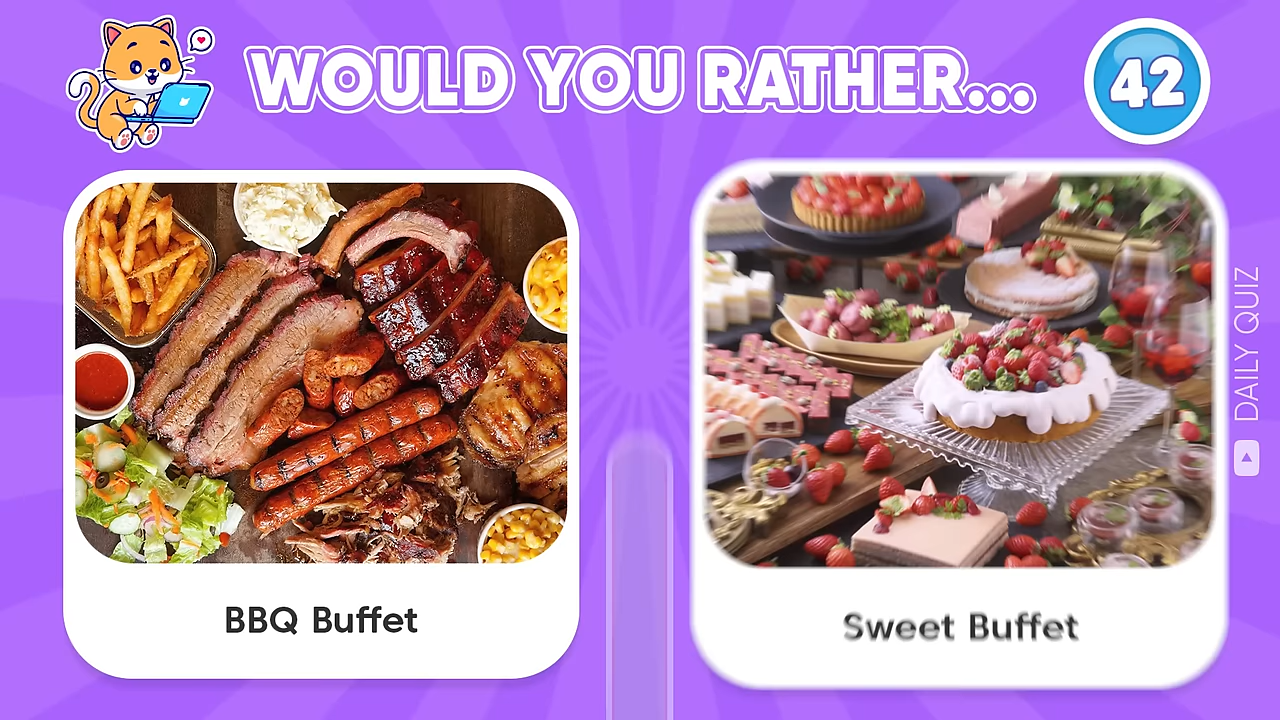 WOULD YOU RATHER...
42
BBQ Buffet
Sweet Buffet
DAILY QUIZ